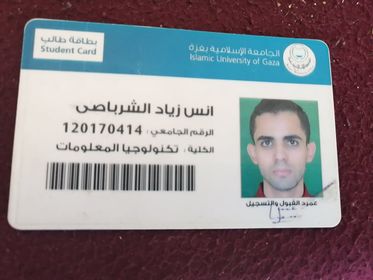 بطاقة طالب
Student Card
الجامعة الإسلامية بغزة
Islamic University of Gaza
انس زياد الشرباصي
الرقم الجامعي: 120170414
الكلية: تكنولوجيا المعلومات
عميد القبول والتسجيل